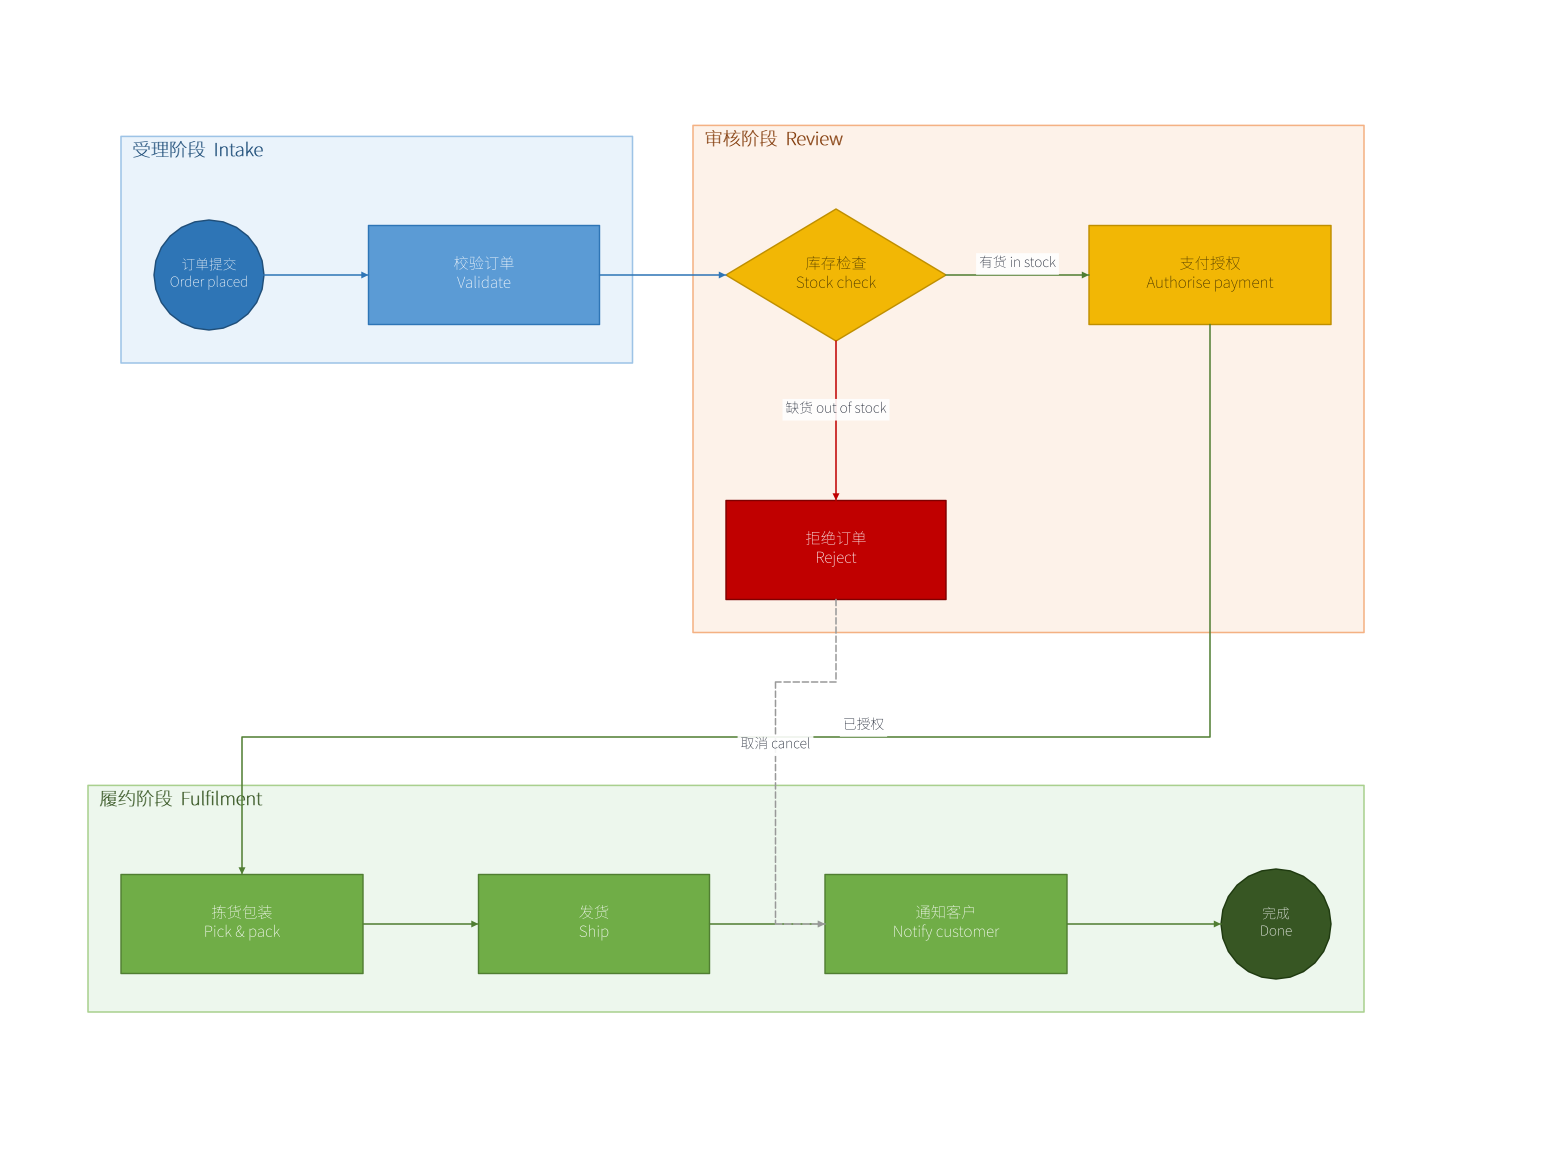 受理阶段 Intake
审核阶段 Review
订单提交
Order placed
校验订单
Validate
库存检查
Stock check
有货 in stock
支付授权
Authorise payment
缺货 out of stock
拒绝订单
Reject
已授权
取消 cancel
履约阶段 Fulfilment
拣货包装
Pick & pack
发货
Ship
通知客户
Notify customer
完成
Done